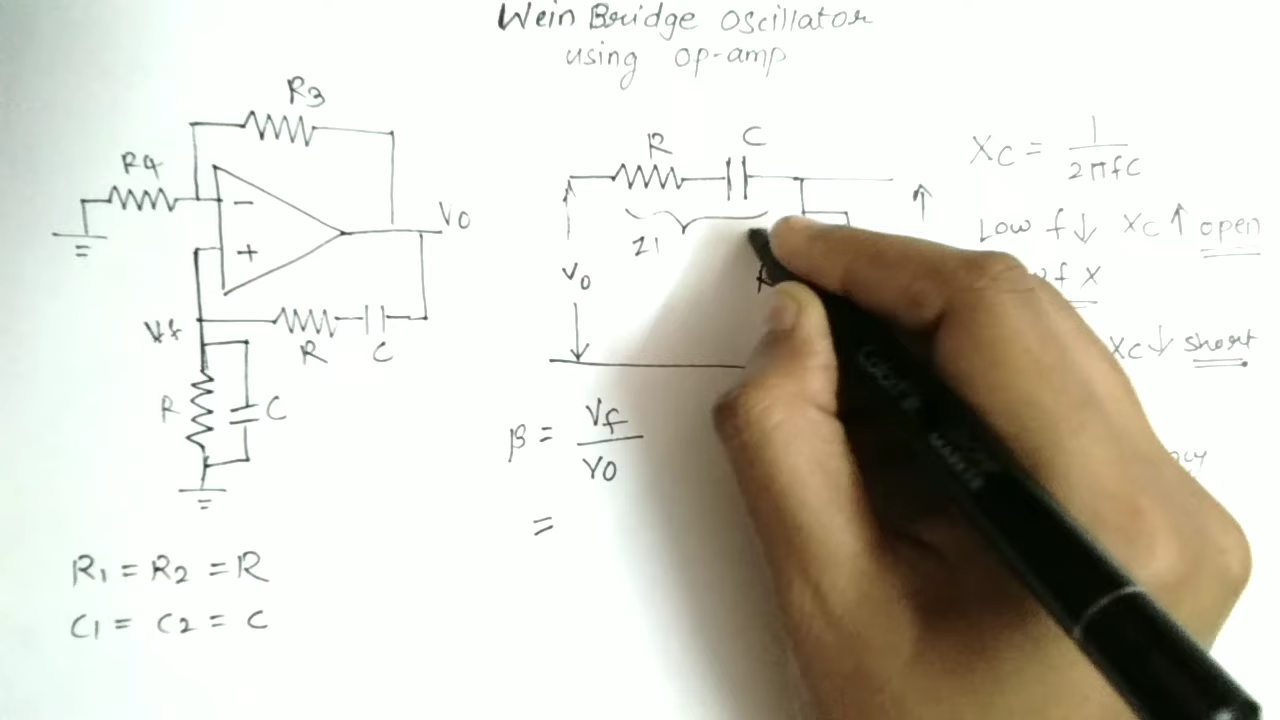 Wein Bridge Oscillator
using op-amp
R3
R4
-
+
Vo
Vf
R C
R C
R1 = R2 = R
C1 = C2 = C
R C
Z1
Vo
R
β = Vf / Vo
=
Xc = 1 / 2πfC
Low f↓ Xc↑ open
of X
Xc↓ short